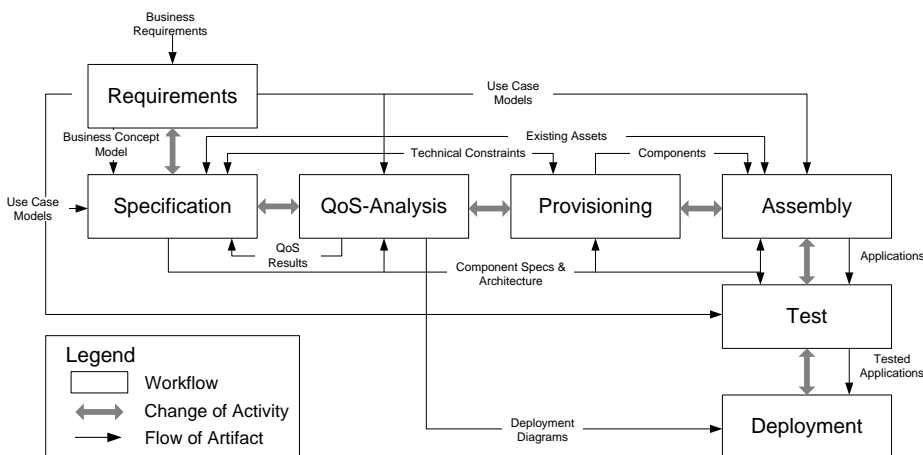 Business
Requirements
Requirements
Use Case
Models
Business Concept
Model
Existing Assets
Technical Constraints
Components
Use Case
Models
Specification
QoS-Analysis
Provisioning
Assembly
QoS
Results
Component Specs &
Architecture
Applications
Test
Legend
Workflow
Change of Activity
Flow of Artifact
Tested
Applications
Deployment
Diagrams
Deployment